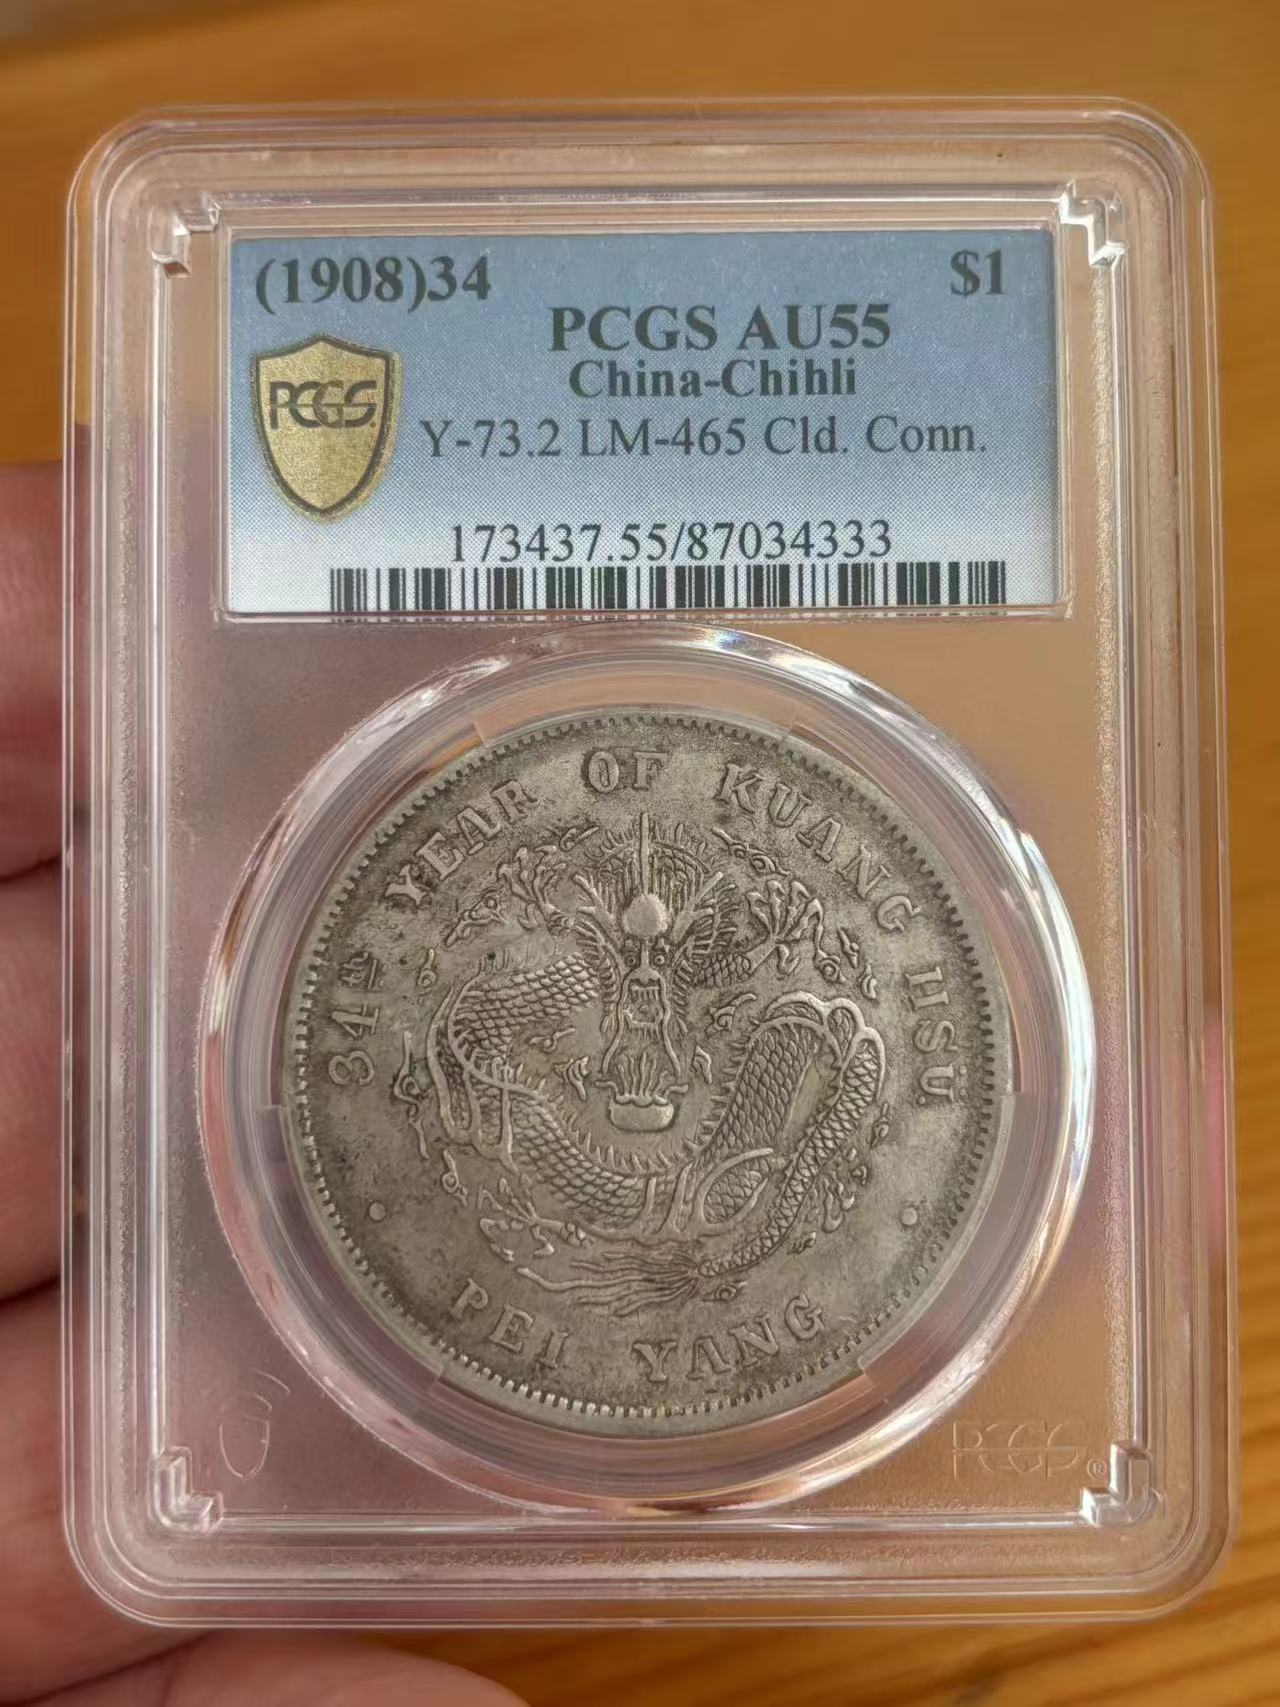 (1908)34 $1
PCGS AU55
China-Chihli
PCGS
Y-73.2 LM-465 Cld. Conn.
173437.55/87034333
34th YEAR OF KUANG HSÜ
PEI YANG
PCGS®